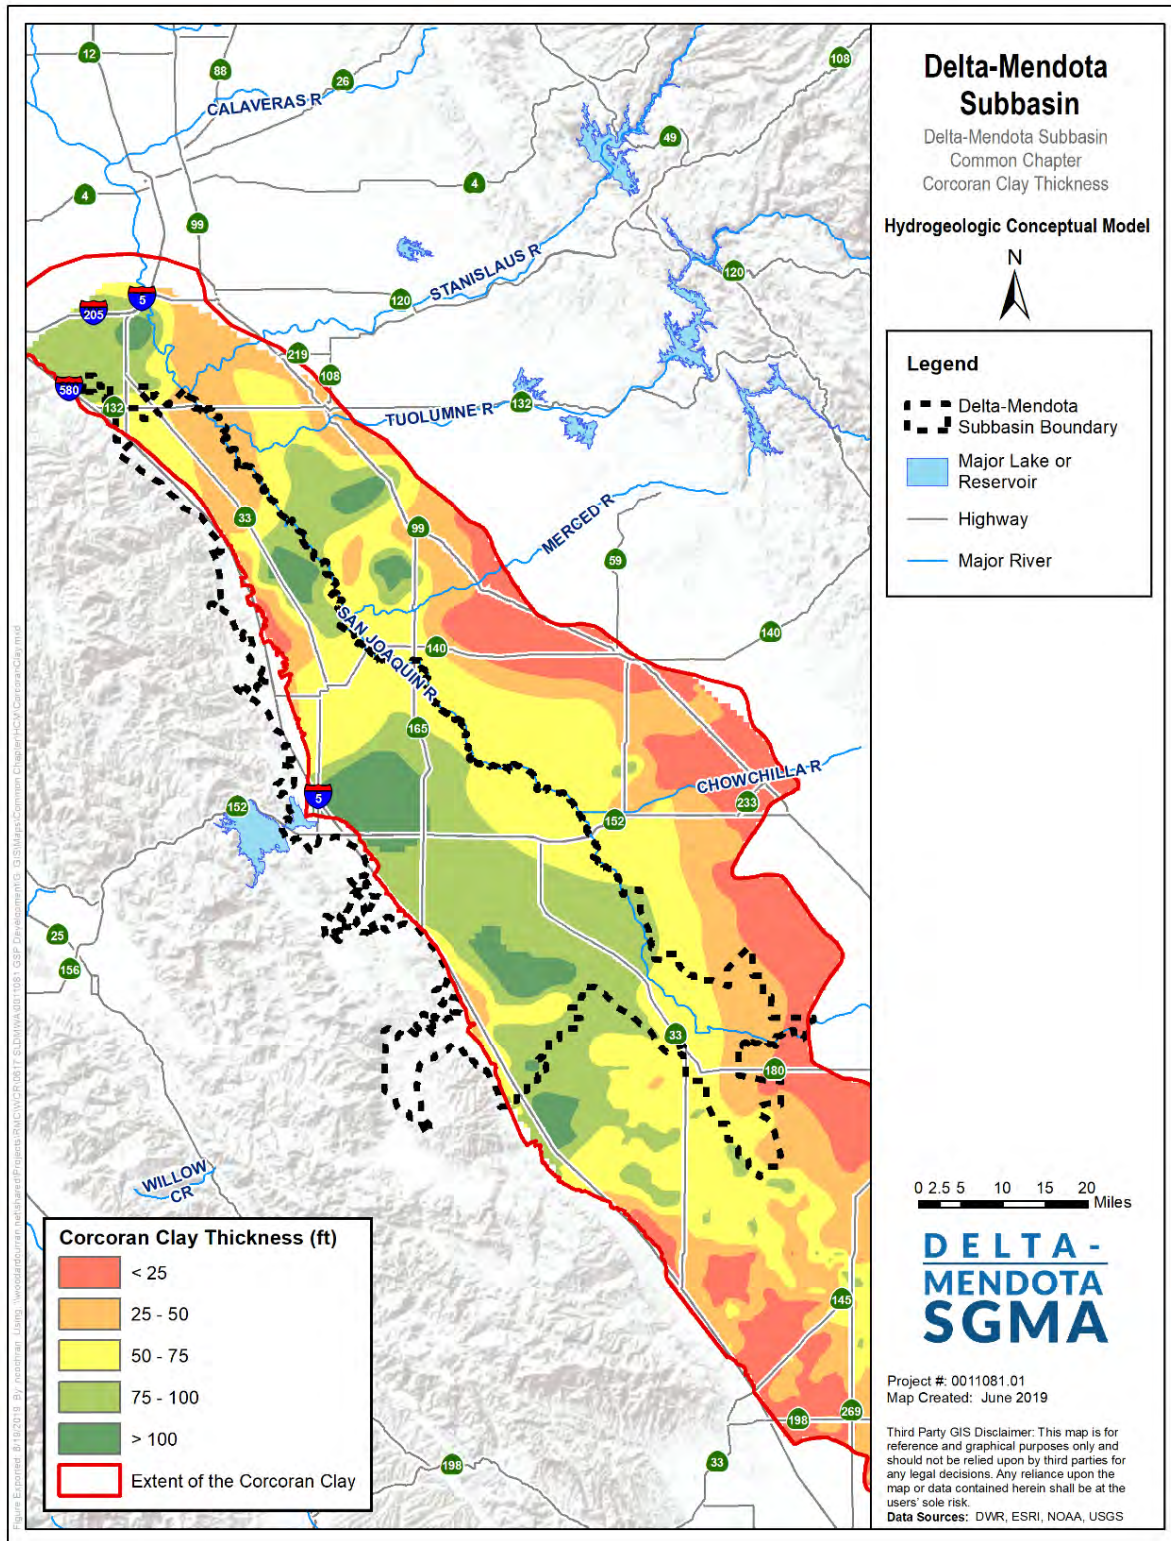 Delta-Mendota
Subbasin
Delta-Mendota Subbasin
Common Chapter
Corcoran Clay Thickness
Hydrogeologic Conceptual Model
N
Legend
Delta-Mendota
Subbasin Boundary
Major Lake or
Reservoir
Highway
Major River
0 2.5 5 10 15 20
Miles
DELTA-
MENDOTA
SGMA
Project #: 0011081.01
Map Created: June 2019
Third Party GIS Disclaimer: This map is for
reference and graphical purposes only and
should not be relied upon by third parties for
any legal decisions. Any reliance upon the
map or data contained herein shall be at the
users' sole risk.
Data Sources: DWR, ESRI, NOAA, USGS
12
88
26
108
CALAVERAS R
49
4
4
99
STANISLAUS R
120
120
5
205
219
108
580
132
TUOLUMNE R
132
33
99
MERCED R
59
SAN JOAQUIN R
140
140
165
CHOWCHILLA R
233
5
152
152
25
156
33
180
WILLOW
CR
145
198
269
198
33
Corcoran Clay Thickness (ft)
< 25
25 - 50
50 - 75
75 - 100
> 100
Extent of the Corcoran Clay